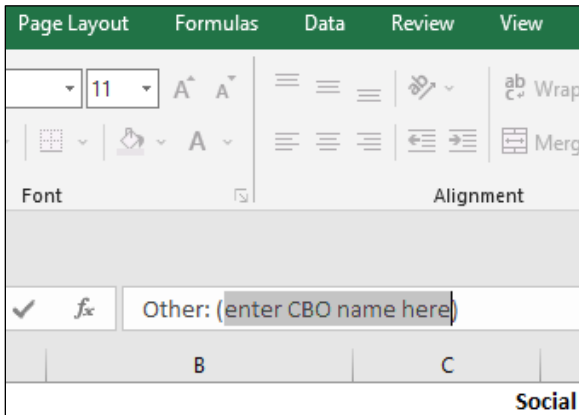 Page Layout Formulas Data Review View
11 A A ab Wrap
A Merg
Font Alignment
fx Other: (enter CBO name here)
B C
Social